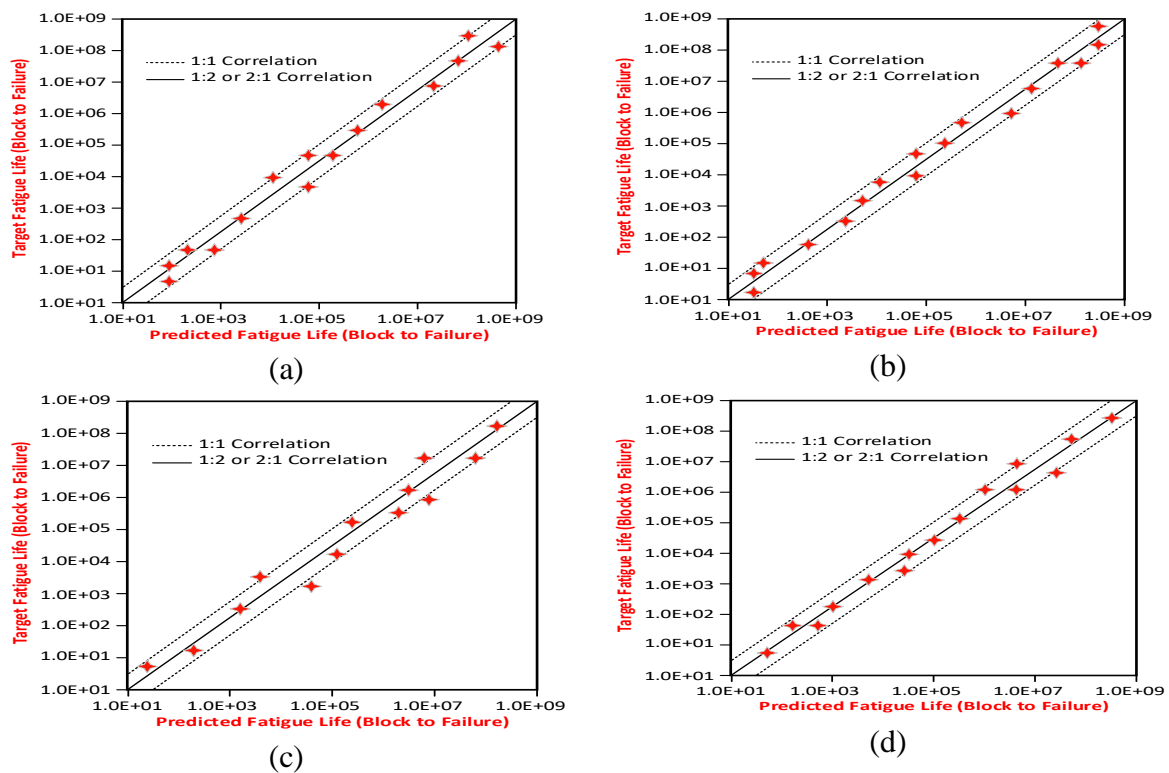 Target Fatigue Life (Block to Failure)
1.0E+09
1.0E+08
1.0E+07
1.0E+06
1.0E+05
1.0E+04
1.0E+03
1.0E+02
1.0E+01
1.0E+01
1:1 Correlation
1:2 or 2:1 Correlation
1.0E+01 1.0E+03 1.0E+05 1.0E+07 1.0E+09
Predicted Fatigue Life (Block to Failure)
(a)
Target Fatigue Life (Block to Failure)
1.0E+09
1.0E+08
1.0E+07
1.0E+06
1.0E+05
1.0E+04
1.0E+03
1.0E+02
1.0E+01
1.0E+01
1:1 Correlation
1:2 or 2:1 Correlation
1.0E+01 1.0E+03 1.0E+05 1.0E+07 1.0E+09
Predicted Fatigue Life (Block to Failure)
(b)
Target Fatigue Life (Block to Failure)
1.0E+09
1.0E+08
1.0E+07
1.0E+06
1.0E+05
1.0E+04
1.0E+03
1.0E+02
1.0E+01
1.0E+01
1:1 Correlation
1:2 or 2:1 Correlation
1.0E+01 1.0E+03 1.0E+05 1.0E+07 1.0E+09
Predicted Fatigue Life (Block to Failure)
(c)
Target Fatigue Life (Block to Failure)
1.0E+09
1.0E+08
1.0E+07
1.0E+06
1.0E+05
1.0E+04
1.0E+03
1.0E+02
1.0E+01
1.0E+01
1:1 Correlation
1:2 or 2:1 Correlation
1.0E+01 1.0E+03 1.0E+05 1.0E+07 1.0E+09
Predicted Fatigue Life (Block to Failure)
(d)